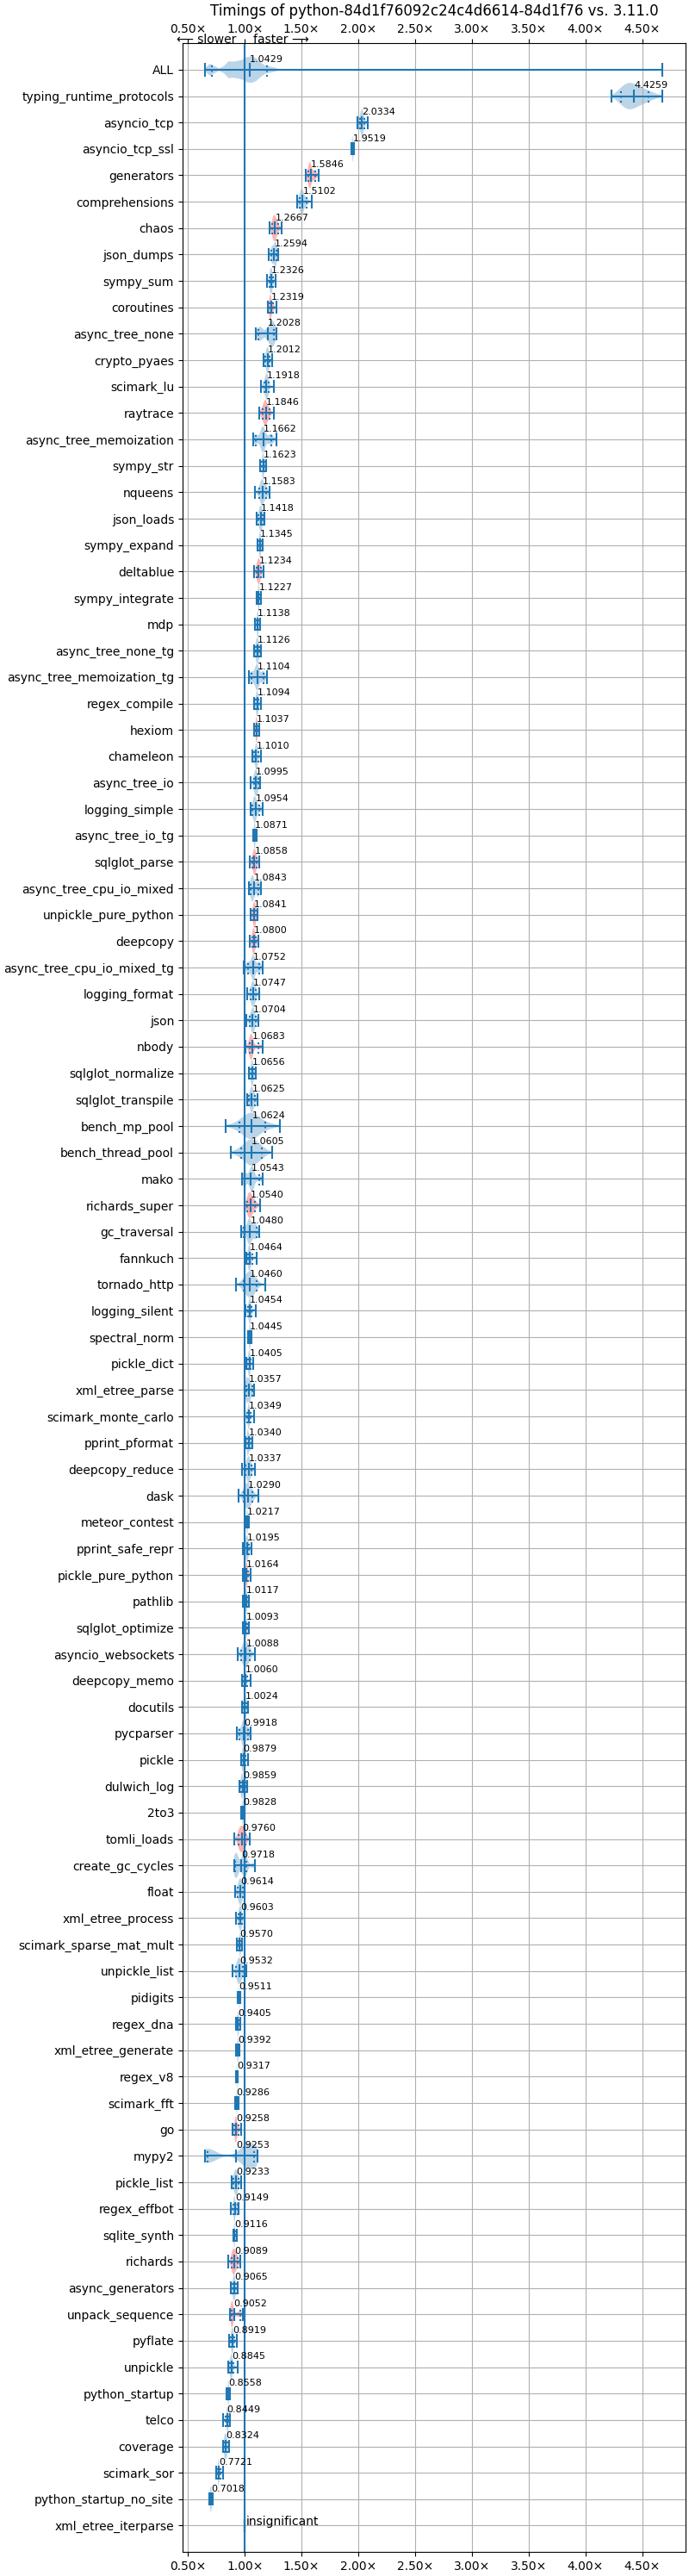 Timings of python-84d1f76092c24c4d6614-84d1f76 vs. 3.11.0
0.50× 1.00× 1.50× 2.00× 2.50× 3.00× 3.50× 4.00× 4.50×
⟵ slower faster ⟶
ALL 1.0429
typing_runtime_protocols 4.4259
asyncio_tcp 2.0334
asyncio_tcp_ssl 1.9519
generators 1.5846
comprehensions 1.5102
chaos 1.2667
json_dumps 1.2594
sympy_sum 1.2326
coroutines 1.2319
async_tree_none 1.2028
crypto_pyaes 1.2012
scimark_lu 1.1918
raytrace 1.1846
async_tree_memoization 1.1662
sympy_str 1.1623
nqueens 1.1583
json_loads 1.1418
sympy_expand 1.1345
deltablue 1.1234
sympy_integrate 1.1227
mdp 1.1138
async_tree_none_tg 1.1126
async_tree_memoization_tg 1.1104
regex_compile 1.1094
hexiom 1.1037
chameleon 1.1010
async_tree_io 1.0995
logging_simple 1.0954
async_tree_io_tg 1.0871
sqlglot_parse 1.0858
async_tree_cpu_io_mixed 1.0843
unpickle_pure_python 1.0841
deepcopy 1.0800
async_tree_cpu_io_mixed_tg 1.0752
logging_format 1.0747
json 1.0704
nbody 1.0683
sqlglot_normalize 1.0656
sqlglot_transpile 1.0625
bench_mp_pool 1.0624
bench_thread_pool 1.0605
mako 1.0543
richards_super 1.0540
gc_traversal 1.0480
fannkuch 1.0464
tornado_http 1.0460
logging_silent 1.0454
spectral_norm 1.0445
pickle_dict 1.0405
xml_etree_parse 1.0357
scimark_monte_carlo 1.0349
pprint_pformat 1.0340
deepcopy_reduce 1.0337
dask 1.0290
meteor_contest 1.0217
pprint_safe_repr 1.0195
pickle_pure_python 1.0164
pathlib 1.0117
sqlglot_optimize 1.0093
asyncio_websockets 1.0088
deepcopy_memo 1.0060
docutils 1.0024
pycparser 0.9918
pickle 0.9879
dulwich_log 0.9859
2to3 0.9828
tomli_loads 0.9760
create_gc_cycles 0.9718
float 0.9614
xml_etree_process 0.9603
scimark_sparse_mat_mult 0.9570
unpickle_list 0.9532
pidigits 0.9511
regex_dna 0.9405
xml_etree_generate 0.9392
regex_v8 0.9317
scimark_fft 0.9286
go 0.9258
mypy2 0.9253
pickle_list 0.9233
regex_effbot 0.9149
sqlite_synth 0.9116
richards 0.9089
async_generators 0.9065
unpack_sequence 0.9052
pyflate 0.8919
unpickle 0.8845
python_startup 0.8558
telco 0.8449
coverage 0.8324
scimark_sor 0.7721
python_startup_no_site 0.7018
xml_etree_iterparse insignificant
0.50× 1.00× 1.50× 2.00× 2.50× 3.00× 3.50× 4.00× 4.50×